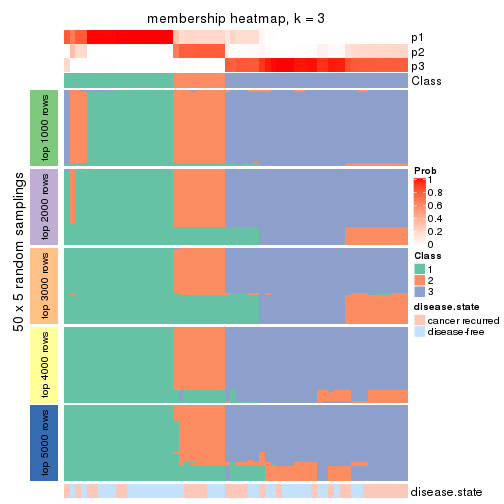 membership heatmap, k = 3
p1
p2
p3
Class
50 x 5 random samplings
top 1000 rows
top 2000 rows
top 3000 rows
top 4000 rows
top 5000 rows
Prob
1
0.8
0.6
0.4
0.2
0
Class
1
2
3
disease.state
cancer recurred
disease-free
disease.state